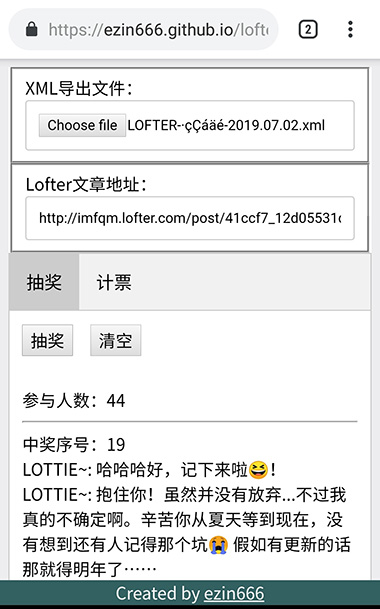 https://ezin666.github.io/lofte
2
XML导出文件：
Choose file LOFTER-·çÇáäé-2019.07.02.xml
Lofter文章地址：
http://imfqm.lofter.com/post/41ccf7_12d05531c
抽奖 计票
抽奖 清空
参与人数：44
中奖序号：19
LOTTIE~: 哈哈哈好，记下来啦😆！
LOTTIE~: 抱住你！虽然并没有放弃...不过我
真的不确定啊。辛苦你从夏天等到现在，没
有想到还有人记得那个坑😭 假如有更新的话
那就得明年了……
Created by ezin666